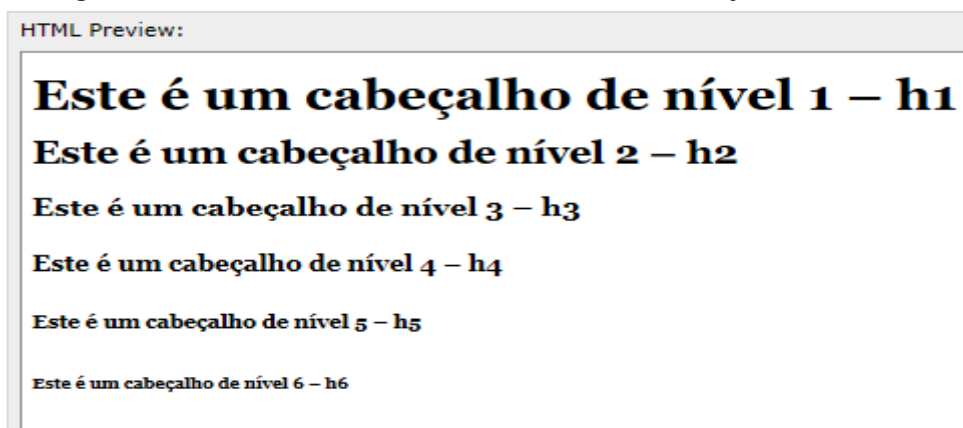 HTML Preview:
Este é um cabeçalho de nível 1 – h1
Este é um cabeçalho de nível 2 – h2
Este é um cabeçalho de nível 3 – h3
Este é um cabeçalho de nível 4 – h4
Este é um cabeçalho de nível 5 – h5
Este é um cabeçalho de nível 6 – h6